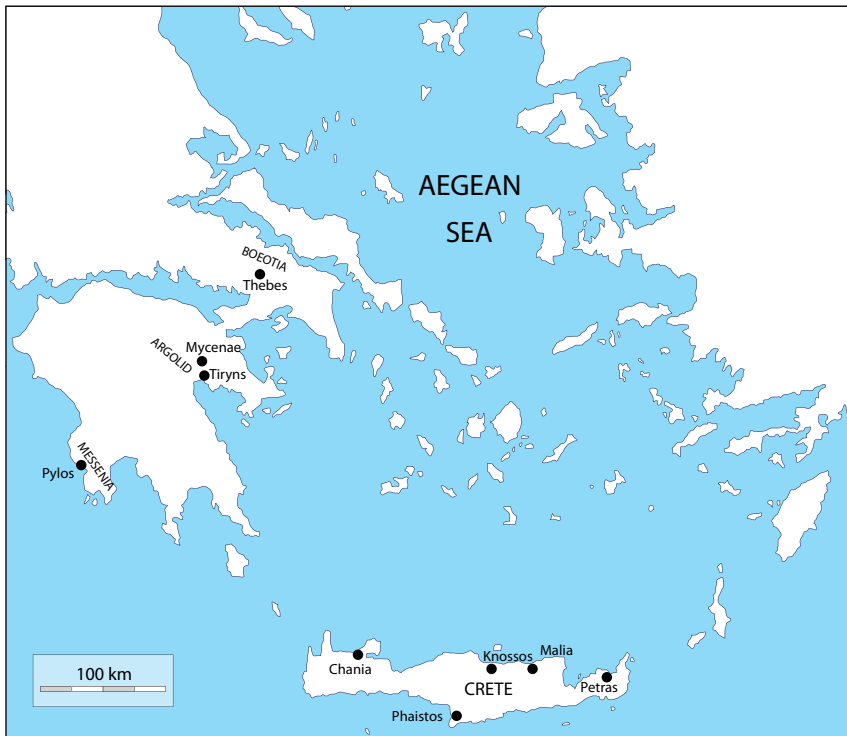 AEGEAN
SEA
BOEOTIA
Thebes
Mycenae
ARGOLID
Tiryns
MESSENIA
Pylos
100 km
Chania
Knossos
Malia
CRETE
Petras
Phaistos